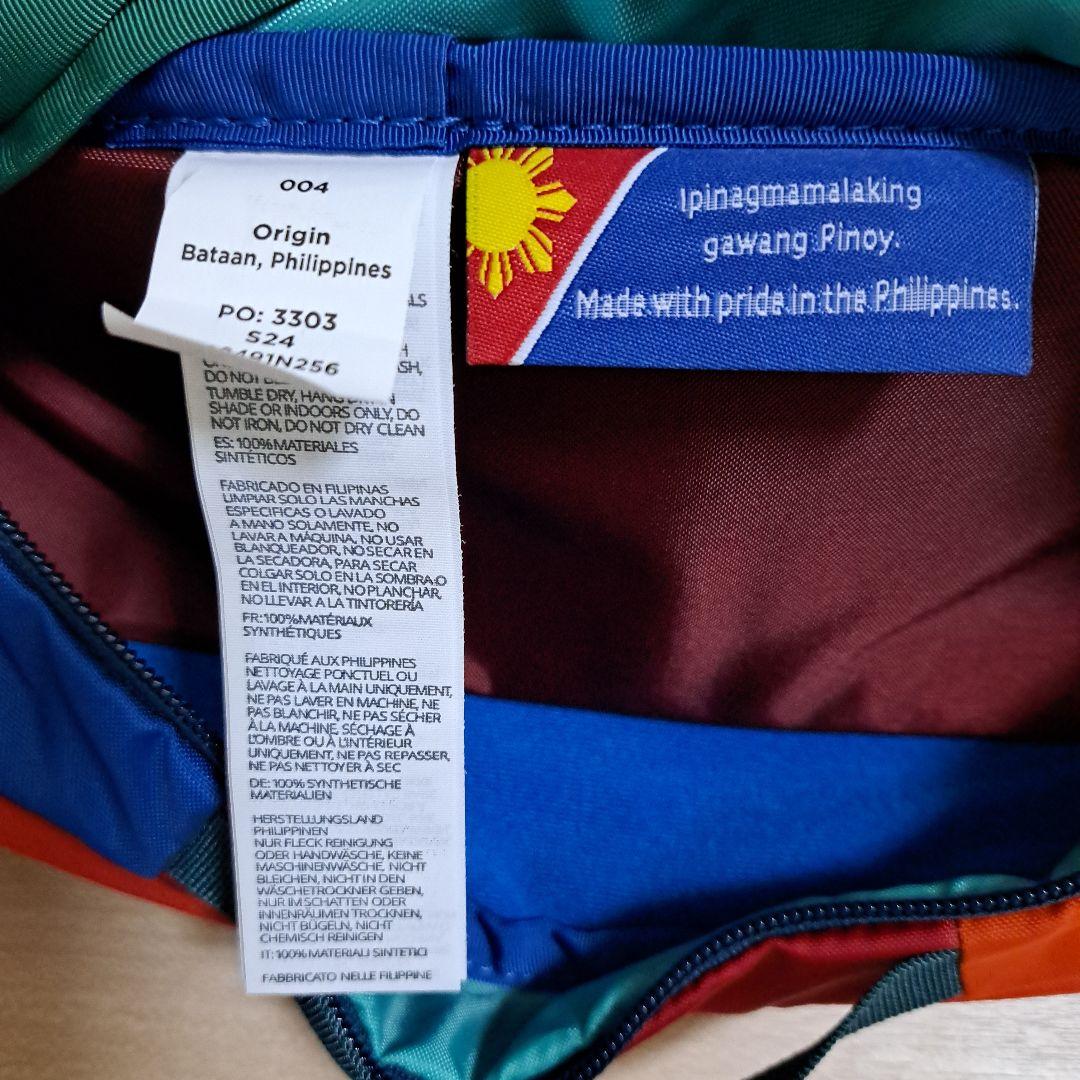 004
Origin
Bataan, Philippines
PO: 3303
S24
491N256
Ipinagmamalaking
gawang Pinoy.
Made with pride in the Philippines.
TUMBLE DRY,
SHADE OR INDOORS ONLY, DO
NOT IRON, DO NOT DRY CLEAN
ES: 100% MATERIALES
SINTÉTICOS
FABRICADO EN FILIPINAS
LIMPIAR SOLO LAS MANCHAS
ESPECIFICAS O LAVADO
A MANO SOLAMENTE, NO
LAVAR A MÁQUINA, NO USAR
BLANQUEADOR, NO SECAR EN
LA SECADORA, PARA SECAR
COLGAR SOLO EN LA SOMBRA O
EN EL INTERIOR, NO PLANCHAR,
NO LLEVAR A LA TINTORERÍA
FR: 100% MATÉRIAUX
SYNTHÉTIQUES
FABRIQUÉ AUX PHILIPPINES
NETTOYAGE PONCTUEL OU
LAVAGE À LA MAIN UNIQUEMENT,
NE PAS LAVER EN MACHINE, NE
PAS BLANCHIR, NE PAS SÉCHER
À LA MACHINE, SÉCHAGE À
L'OMBRE OU À L'INTÉRIEUR
UNIQUEMENT, NE PAS REPASSER,
NE PAS NETTOYER À SEC
DE: 100% SYNTHETISCHE
MATERIALIEN
HERSTELLUNGSLAND
PHILIPPINEN
NUR FLECK REINIGUNG
ODER HANDWÄSCHE, KEINE
MASCHINENWÄSCHE, NICHT
BLEICHEN, NICHT IN DEN
WÄSCHETROCKNER GEBEN,
NUR IM SCHATTEN ODER
INNENRÄUMEN TROCKNEN,
NICHT BÜGELN, NICHT
CHEMISCH REINIGEN
IT: 100% MATERIALI SINTETICI
FABBRICATO NELLE FILIPPINE